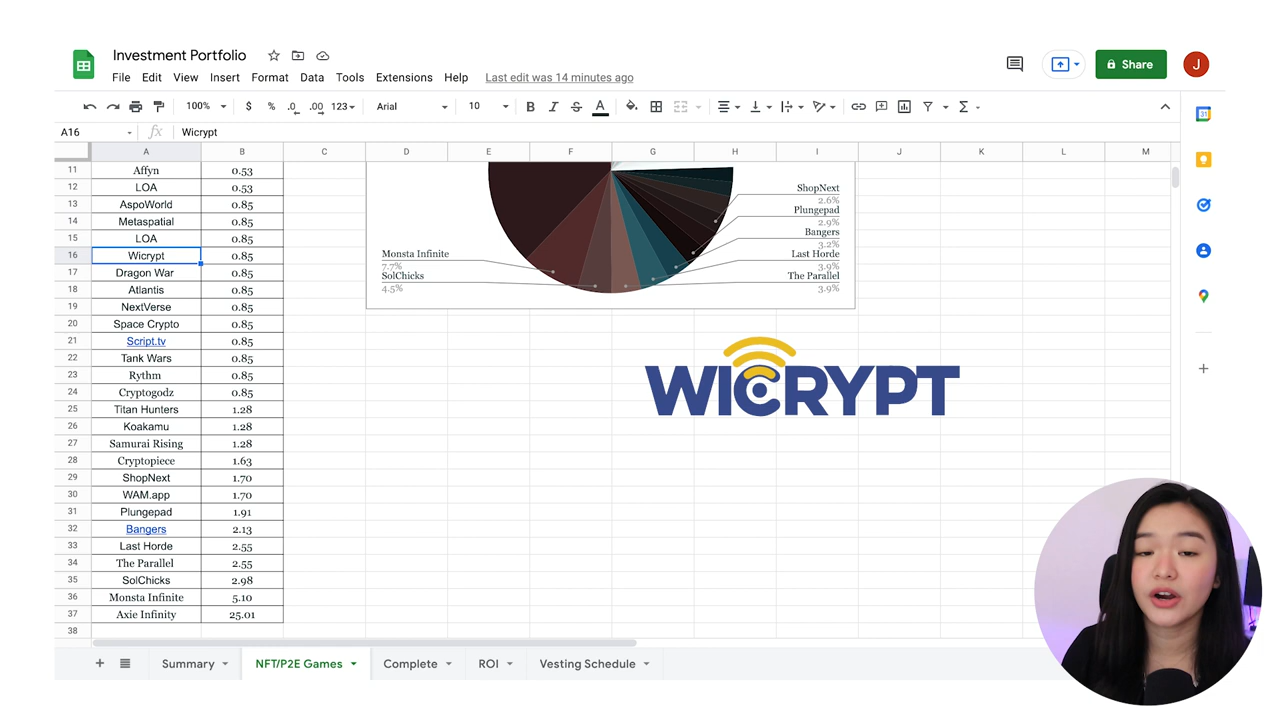 Investment Portfolio
File Edit View Insert Format Data Tools Extensions Help Last edit was 14 minutes ago
Share J
100% $ % .0 .00 123 Arial 10 B I S A
A16 fx Wicrypt
A B C D E F G H I J K L M
11 Affyn 0.53
12 LOA 0.53
13 AspoWorld 0.85
14 Metaspatial 0.85
15 LOA 0.85
16 Wicrypt 0.85
17 Dragon War 0.85
18 Atlantis 0.85
19 NextVerse 0.85
20 Space Crypto 0.85
21 Script.tv 0.85
22 Tank Wars 0.85
23 Rythm 0.85
24 Cryptogodz 0.85
25 Titan Hunters 1.28
26 Koakamu 1.28
27 Samurai Rising 1.28
28 Cryptopiece 1.63
29 ShopNext 1.70
30 WAM.app 1.70
31 Plungepad 1.91
32 Bangers 2.13
33 Last Horde 2.55
34 The Parallel 2.55
35 SolChicks 2.98
36 Monsta Infinite 5.10
37 Axie Infinity 25.01
38
Monsta Infinite
7.7%
SolChicks
4.5%
ShopNext
2.6%
Plungepad
2.9%
Bangers
3.2%
Last Horde
3.9%
The Parallel
3.9%
WICRYPT
Summary NFT/P2E Games Complete ROI Vesting Schedule